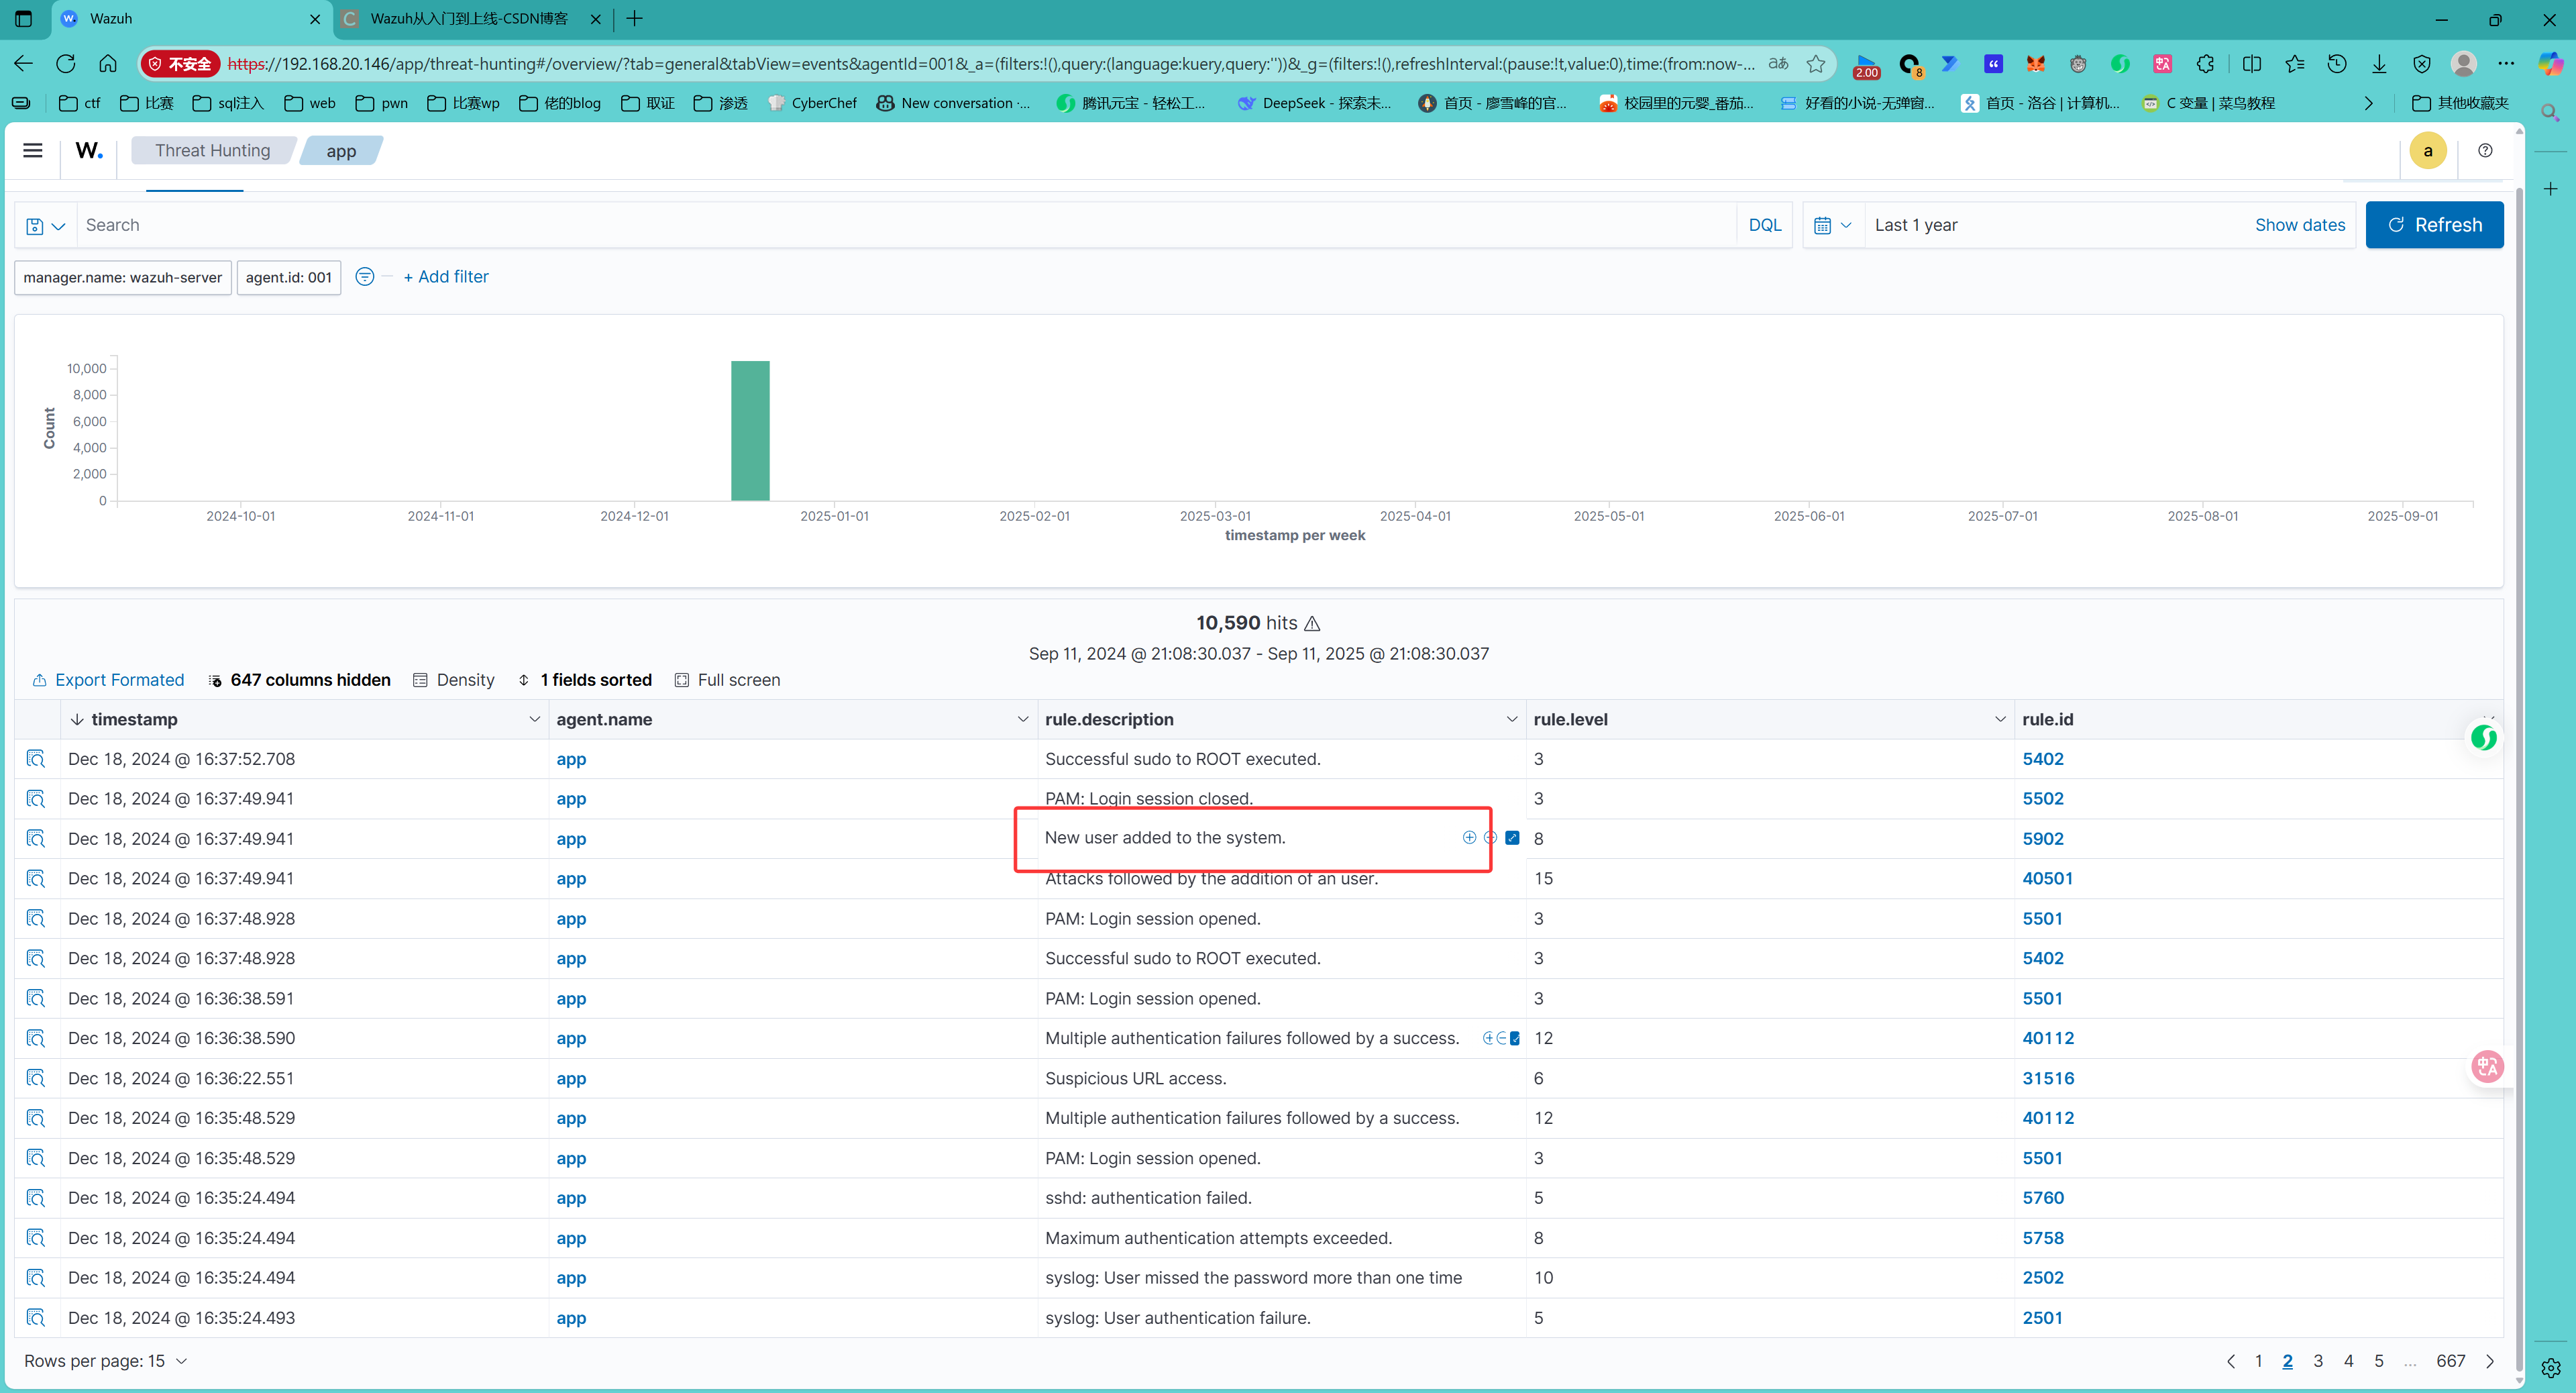 Wazuh
Wazuh从入门到上线-CSDN博客
不安全 https://192.168.20.146/app/threat-hunting#/overview/?tab=general&tabView=events&agentId=001&_a=(filters:!(),query:(language:kuery,query:''))&_g=(filters:!(),refreshInterval:(pause:!t,value:0),time:(from:now-... aあ 2.00 8
ctf 比赛 sql注入 web pwn 比赛wp 佬的blog 取证 渗透 CyberChef New conversation ·... 腾讯元宝 - 轻松工... DeepSeek - 探索未... 首页 - 廖雪峰的官... 校园里的元婴_番茄... 好看的小说-无弹窗... 首页 - 洛谷 | 计算机... C 变量 | 菜鸟教程 其他收藏夹
W. Threat Hunting app a
Search DQL Last 1 year Show dates Refresh
manager.name: wazuh-server agent.id: 001 + Add filter
Count
10,000
8,000
6,000
4,000
2,000
0
2024-10-01 2024-11-01 2024-12-01 2025-01-01 2025-02-01 2025-03-01 2025-04-01 2025-05-01 2025-06-01 2025-07-01 2025-08-01 2025-09-01
timestamp per week
10,590 hits
Sep 11, 2024 @ 21:08:30.037 - Sep 11, 2025 @ 21:08:30.037
Export Formated 647 columns hidden Density 1 fields sorted Full screen
timestamp agent.name rule.description rule.level rule.id
Dec 18, 2024 @ 16:37:52.708 app Successful sudo to ROOT executed. 3 5402
Dec 18, 2024 @ 16:37:49.941 app PAM: Login session closed. 3 5502
Dec 18, 2024 @ 16:37:49.941 app New user added to the system. 8 5902
Dec 18, 2024 @ 16:37:49.941 app Attacks followed by the addition of an user. 15 40501
Dec 18, 2024 @ 16:37:48.928 app PAM: Login session opened. 3 5501
Dec 18, 2024 @ 16:37:48.928 app Successful sudo to ROOT executed. 3 5402
Dec 18, 2024 @ 16:36:38.591 app PAM: Login session opened. 3 5501
Dec 18, 2024 @ 16:36:38.590 app Multiple authentication failures followed by a success. 12 40112
Dec 18, 2024 @ 16:36:22.551 app Suspicious URL access. 6 31516
Dec 18, 2024 @ 16:35:48.529 app Multiple authentication failures followed by a success. 12 40112
Dec 18, 2024 @ 16:35:48.529 app PAM: Login session opened. 3 5501
Dec 18, 2024 @ 16:35:24.494 app sshd: authentication failed. 5 5760
Dec 18, 2024 @ 16:35:24.494 app Maximum authentication attempts exceeded. 8 5758
Dec 18, 2024 @ 16:35:24.494 app syslog: User missed the password more than one time 10 2502
Dec 18, 2024 @ 16:35:24.493 app syslog: User authentication failure. 5 2501
Rows per page: 15 1 2 3 4 5 ... 667